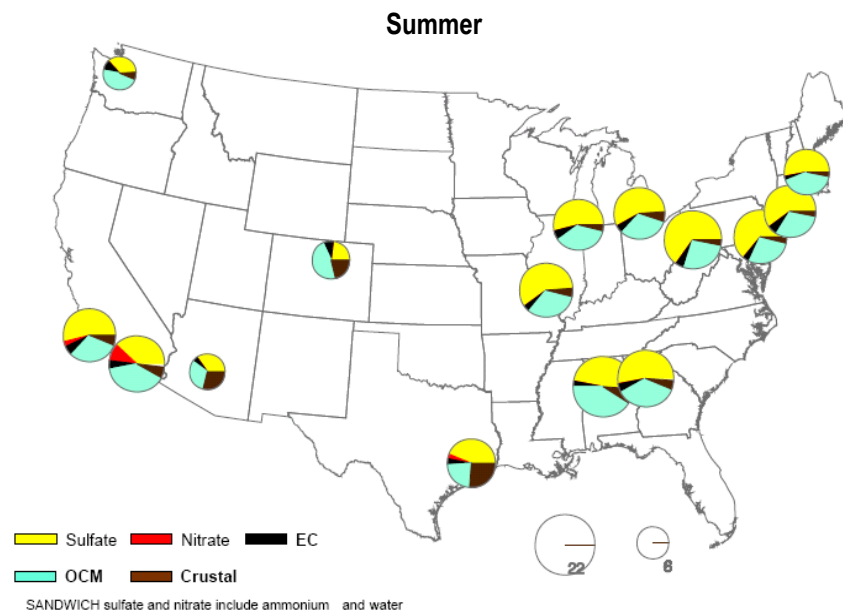 Summer
22
6
Sulfate Nitrate EC
OCM Crustal
SANDWICH sulfate and nitrate include ammonium and water